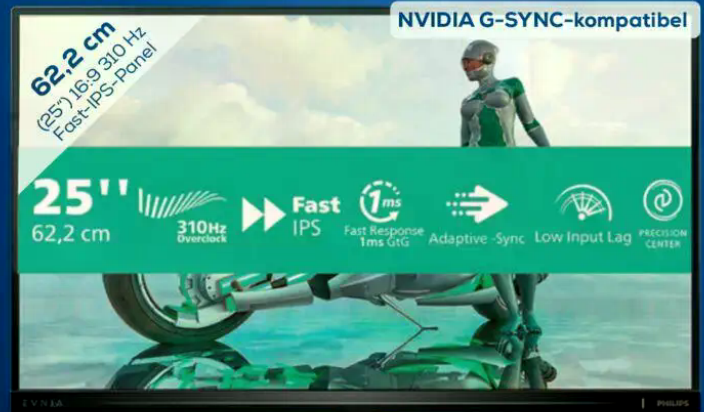 62,2 cm
(25") 16:9 310 Hz
Fast-IPS-Panel
NVIDIA G-SYNC-kompatibel
25''
62,2 cm
310Hz
Overclock
Fast
IPS
1ms
Fast Response
1ms GtG
Adaptive -Sync
Low Input Lag
PRECISION
CENTER
EVNIA
PHILIPS